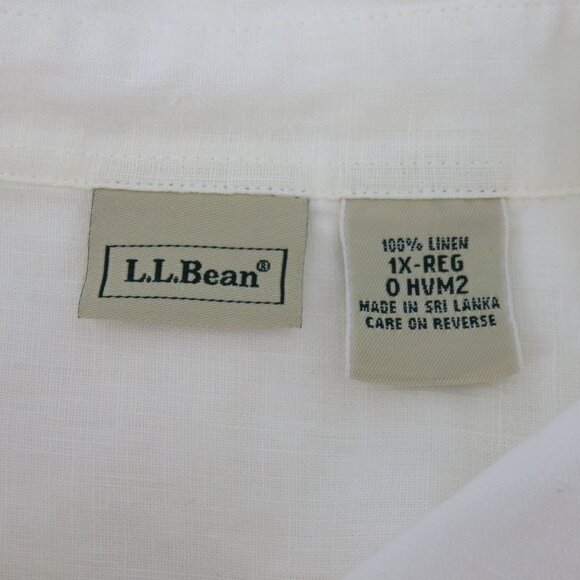 L.L.Bean®
100% LINEN
1X-REG
0 HVM2
MADE IN SRI LANKA
CARE ON REVERSE